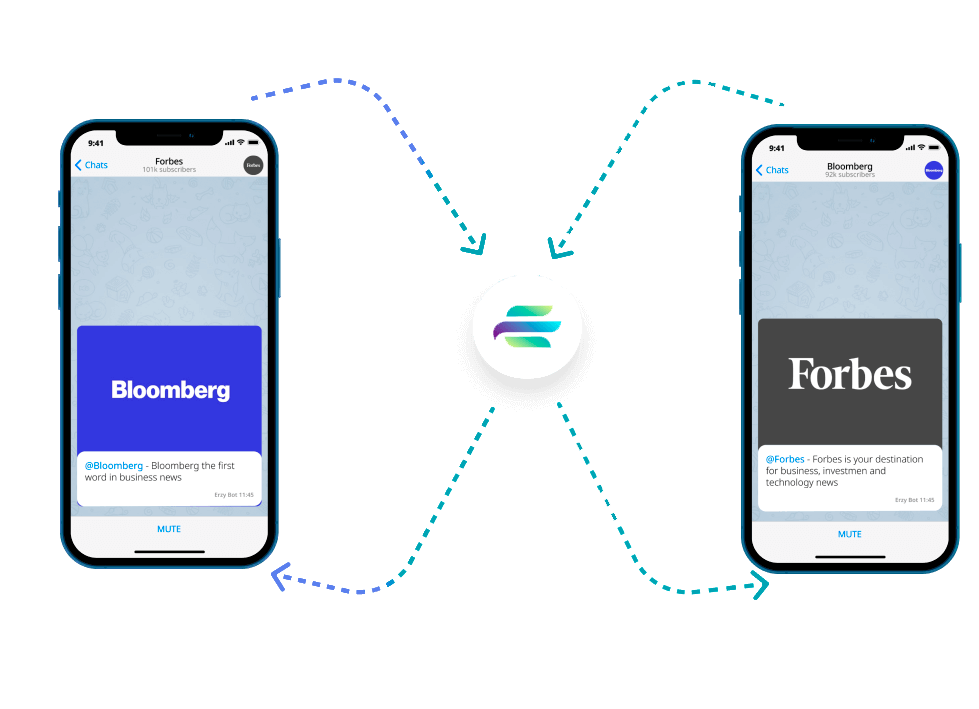 9:41
Chats
Forbes
101k subscribers
Forbes
Bloomberg
@Bloomberg - Bloomberg the first
word in business news
Erzy Bot 11:45
MUTE
9:41
Chats
Bloomberg
92k subscribers
Bloomberg
Forbes
@Forbes - Forbes is your destination
for business, investmen and
technology news
Erzy Bot 11:45
MUTE